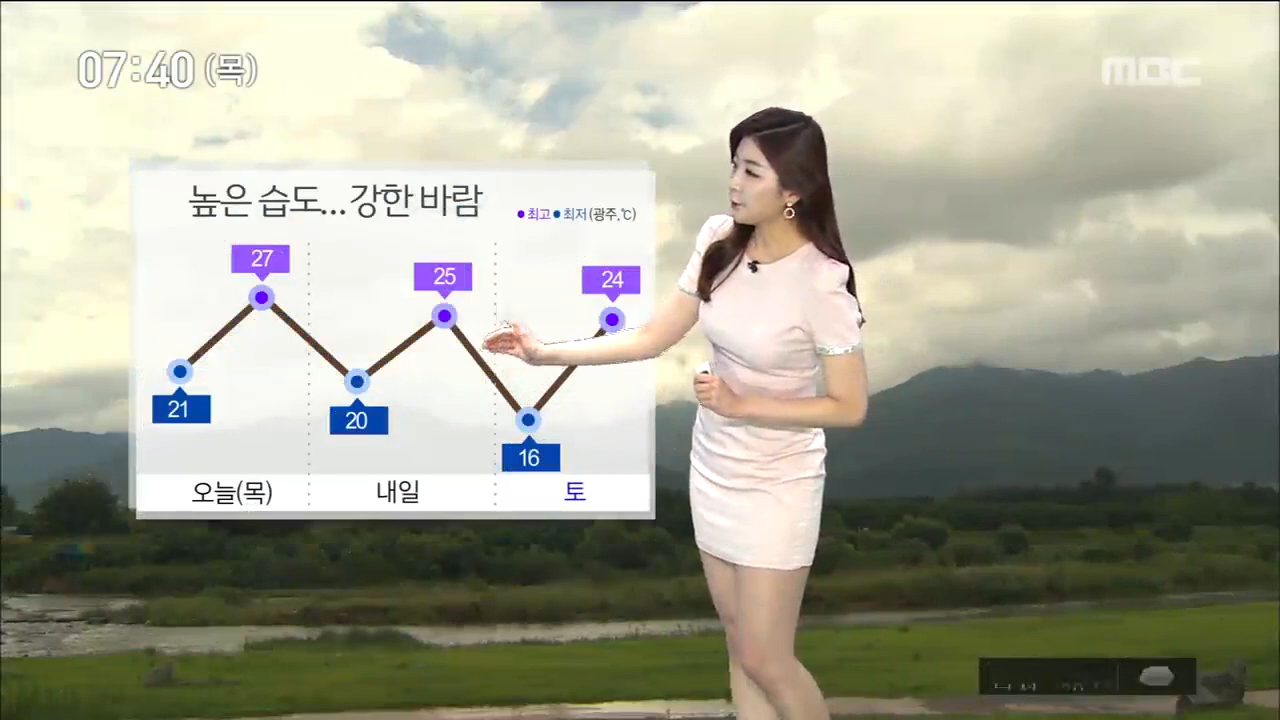 07:40 (목)
MBC
높은 습도...강한 바람
최고 최저 (광주,℃)
27
25
24
21
20
16
오늘(목)
내일
토